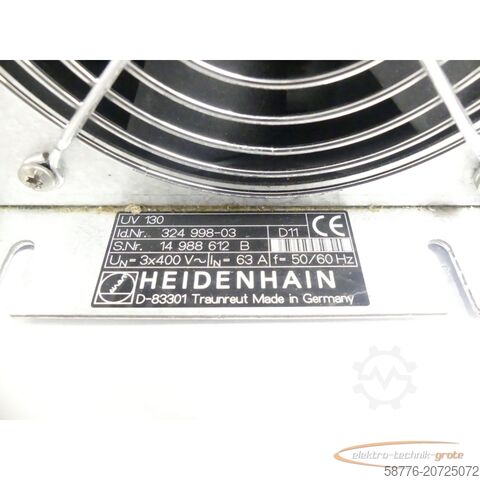 UV 130
Id.Nr. 324 998-03 D11 CE
S.Nr. 14 988 612 B
UN= 3x400 V~ IN= 63 A f= 50/60 Hz
HEIDENHAIN
D-83301 Traunreut Made in Germany
elektro-technik-grote
58776-20725072